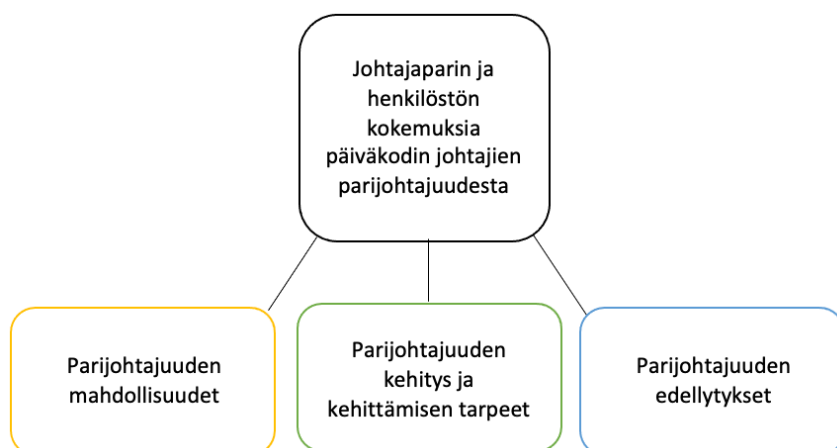 Johtajaparin ja
henkilöstön
kokemuksia
päiväkodin johtajien
parijohtajuudesta
Parijohtajuuden
mahdollisuudet
Parijohtajuuden
kehitys ja
kehittämisen tarpeet
Parijohtajuuden
edellytykset